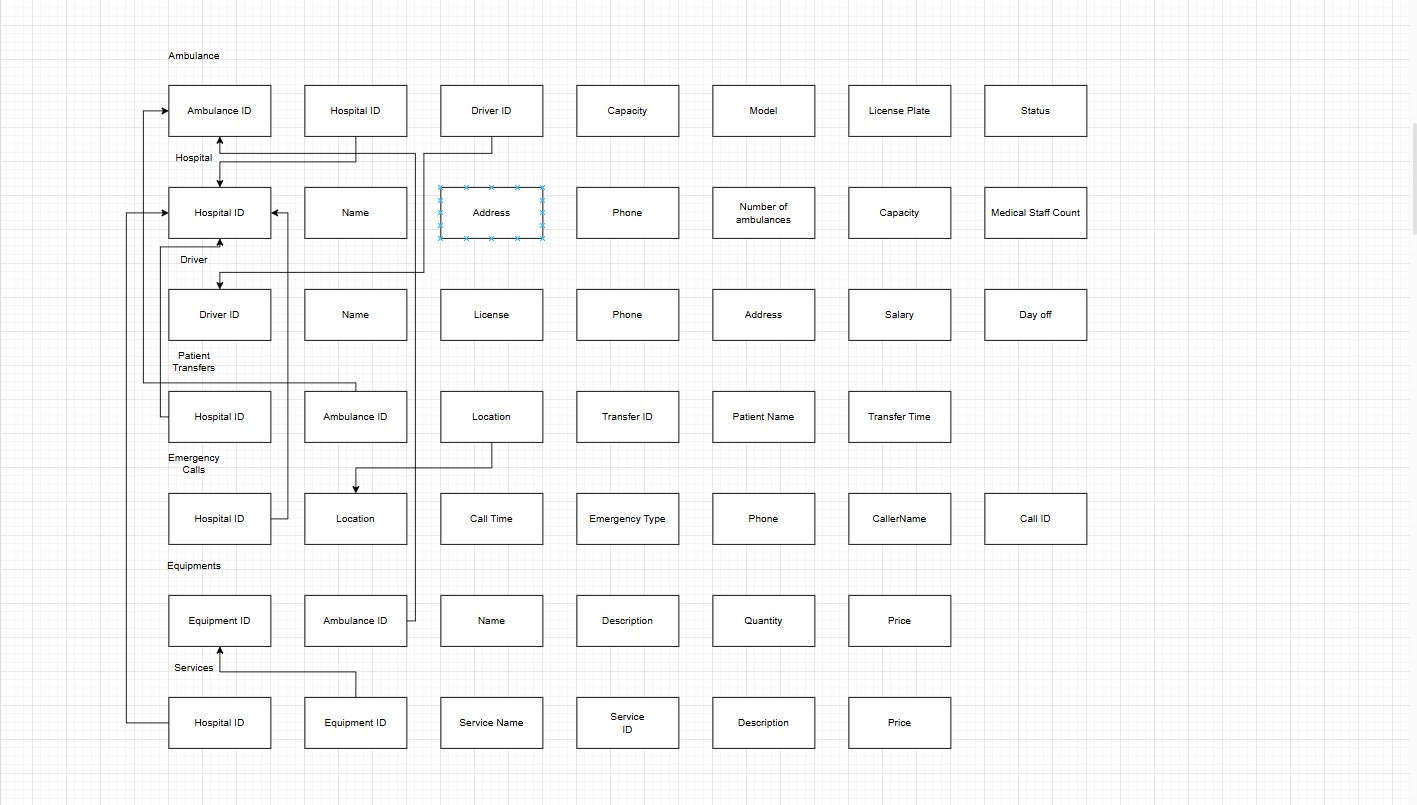 Ambulance
Ambulance ID
Hospital ID
Driver ID
Capacity
Model
License Plate
Status
Hospital
Hospital ID
Name
Address
Phone
Number of
ambulances
Capacity
Medical Staff Count
Driver
Driver ID
Name
License
Phone
Address
Salary
Day off
Patient
Transfers
Hospital ID
Ambulance ID
Location
Transfer ID
Patient Name
Transfer Time
Emergency
Calls
Hospital ID
Location
Call Time
Emergency Type
Phone
CallerName
Call ID
Equipments
Equipment ID
Ambulance ID
Name
Description
Quantity
Price
Services
Hospital ID
Equipment ID
Service Name
Service
ID
Description
Price